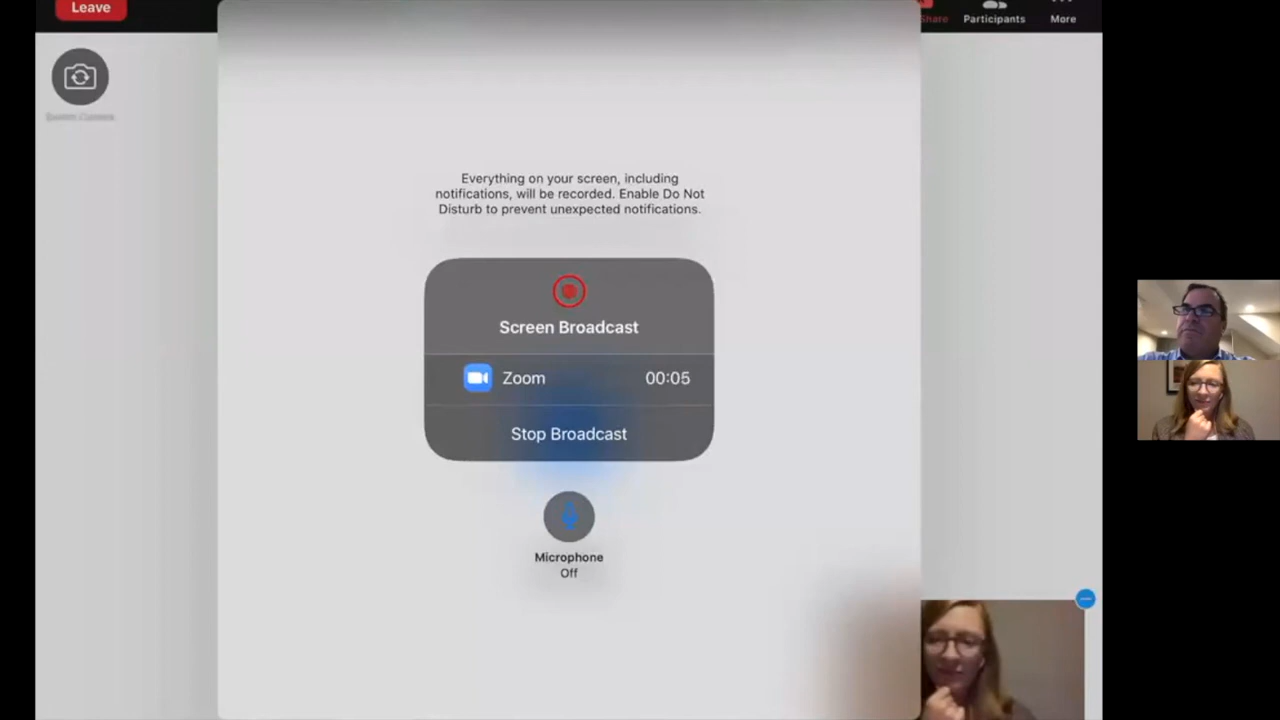 Leave
Share
Participants
More
Everything on your screen, including
notifications, will be recorded. Enable Do Not
Disturb to prevent unexpected notifications.
Screen Broadcast
Zoom
00:05
Stop Broadcast
Microphone
Off